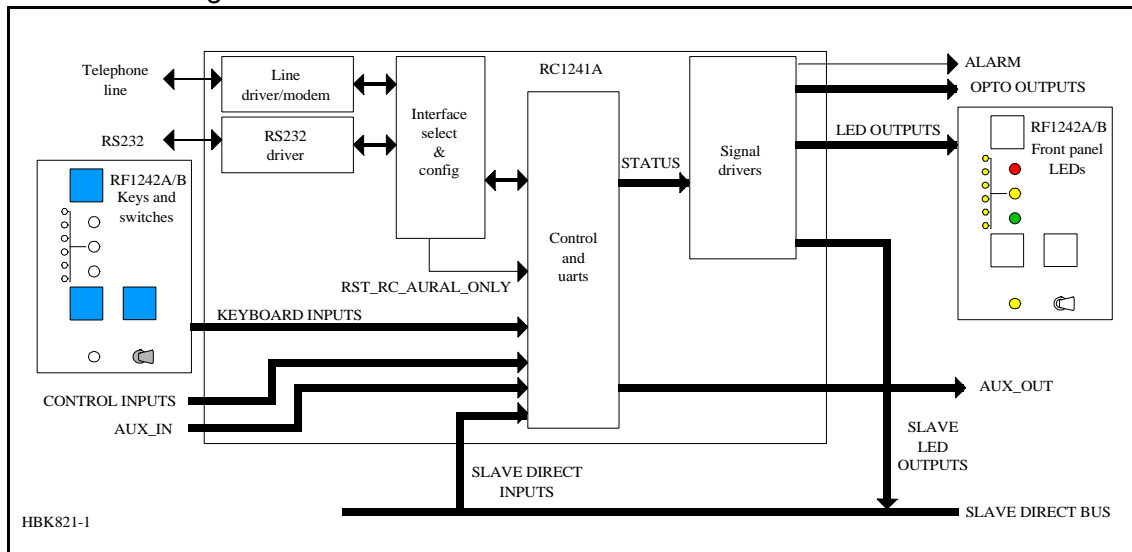 Telephone
line
RS232
Line
driver/modem
RS232
driver
Interface
select
&
config
RC1241A
Control
and
uarts
STATUS
Signal
drivers
ALARM
OPTO OUTPUTS
LED OUTPUTS
RF1242A/B
Front panel
LEDs
RF1242A/B
Keys and
switches
RST_RC_AURAL_ONLY
KEYBOARD INPUTS
CONTROL INPUTS
AUX_IN
AUX_OUT
SLAVE
LED
OUTPUTS
SLAVE DIRECT
INPUTS
SLAVE DIRECT BUS
HBK821-1